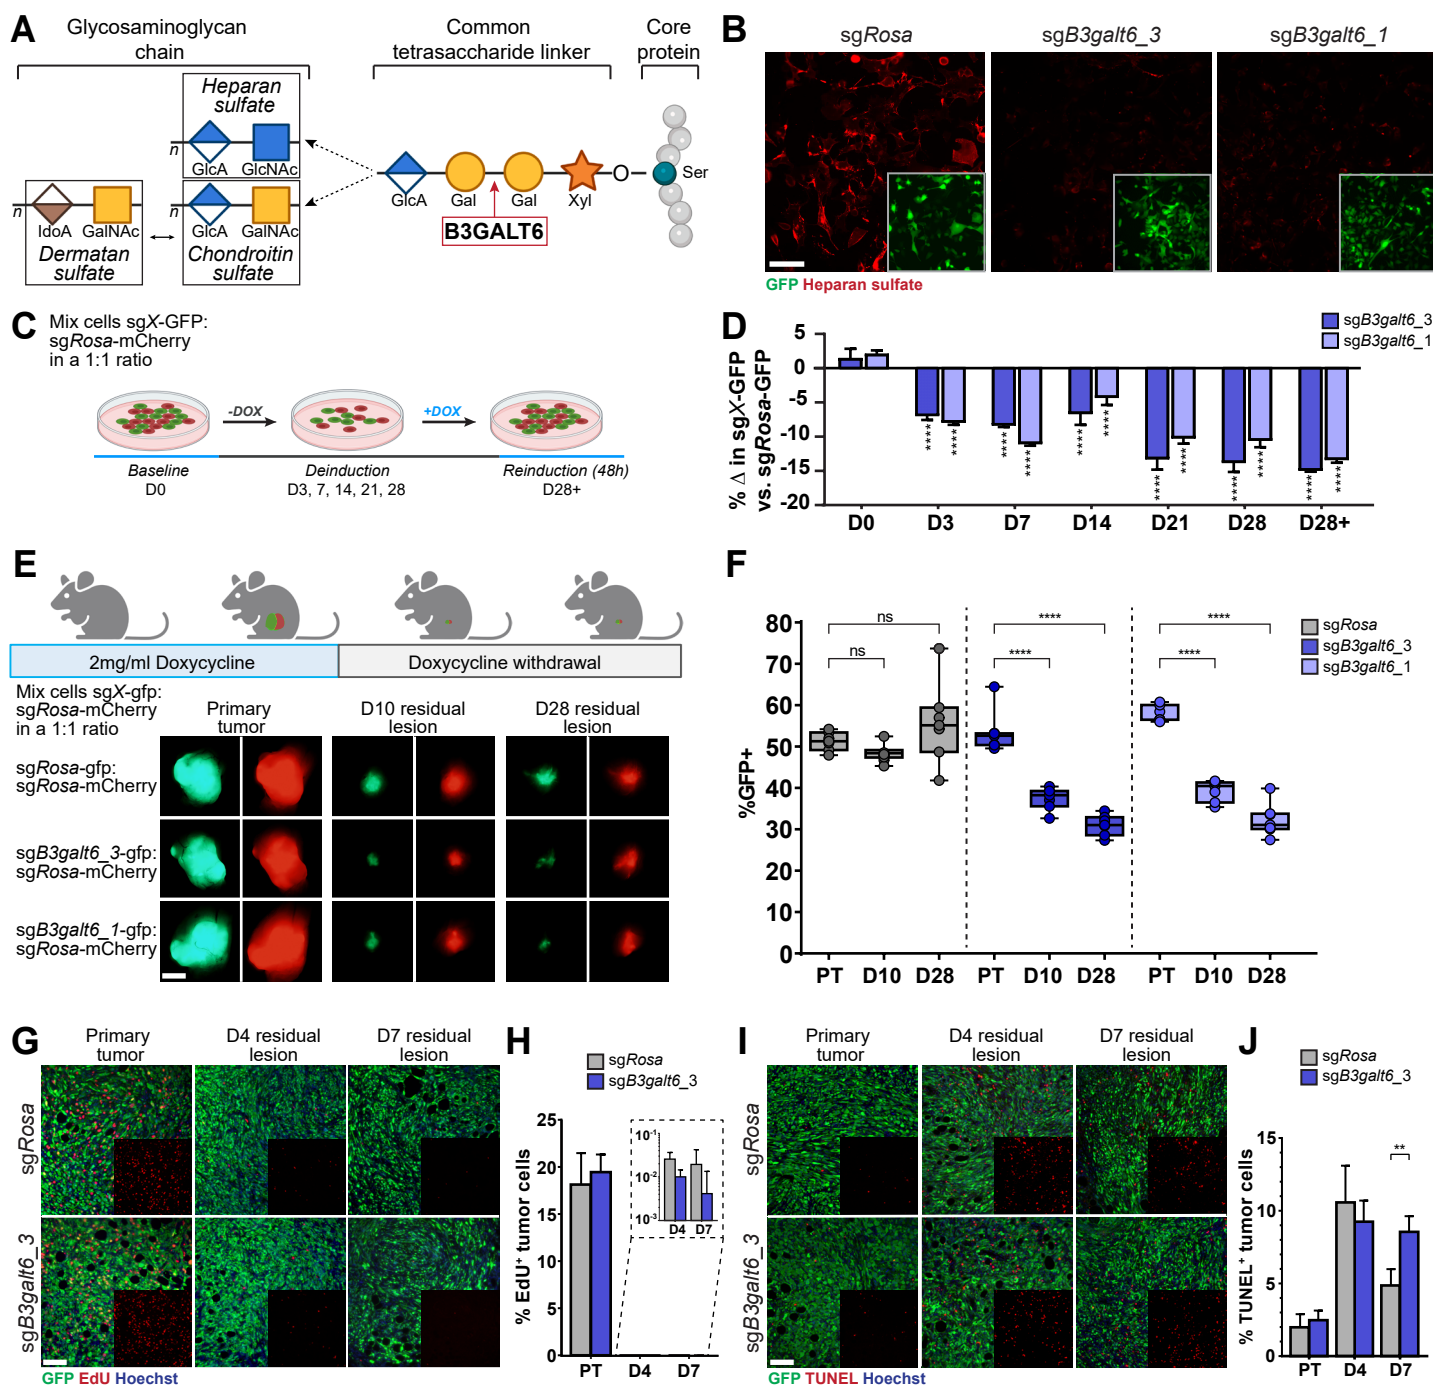 A
Glycosaminoglycan
chain
Common
tetrasaccharide linker
Core
protein
Heparan
sulfate
n
GlcA
GlcNAc
n
IdoA
GalNAc
Dermatan
sulfate
n
GlcA
GalNAc
Chondroitin
sulfate
GlcA
Gal
Gal
Xyl
O
Ser
B3GALT6
B
sgRosa
sgB3galt6_3
sgB3galt6_1
GFP Heparan sulfate
C
Mix cells sgX-GFP:
sgRosa-mCherry
in a 1:1 ratio
-DOX
+DOX
Baseline
D0
Deinduction
D3, 7, 14, 21, 28
Reinduction (48h)
D28+
D
sgB3galt6_3
sgB3galt6_1
% Δ in sgX-GFP
vs. sgRosa-GFP
5
0
-5
-10
-15
-20
****
****
****
****
****
****
****
****
****
****
****
****
D0
D3
D7
D14
D21
D28
D28+
E
2mg/ml Doxycycline
Doxycycline withdrawal
Mix cells sgX-gfp:
sgRosa-mCherry
in a 1:1 ratio
Primary
tumor
D10 residual
lesion
D28 residual
lesion
sgRosa-gfp:
sgRosa-mCherry
sgB3galt6_3-gfp:
sgRosa-mCherry
sgB3galt6_1-gfp:
sgRosa-mCherry
F
sgRosa
sgB3galt6_3
sgB3galt6_1
%GFP+
80
70
60
50
40
30
20
10
0
ns
ns
****
****
****
****
PT
D10
D28
PT
D10
D28
PT
D10
D28
G
Primary
tumor
D4 residual
lesion
D7 residual
lesion
sgRosa
sgB3galt6_3
GFP EdU Hoechst
H
sgRosa
sgB3galt6_3
% EdU+ tumor cells
25
20
15
10
5
0
10-1
10-2
10-3
D4
D7
PT
D4
D7
I
Primary
tumor
D4 residual
lesion
D7 residual
lesion
sgRosa
sgB3galt6_3
GFP TUNEL Hoechst
J
sgRosa
sgB3galt6_3
% TUNEL+ tumor cells
15
10
5
0
**
PT
D4
D7